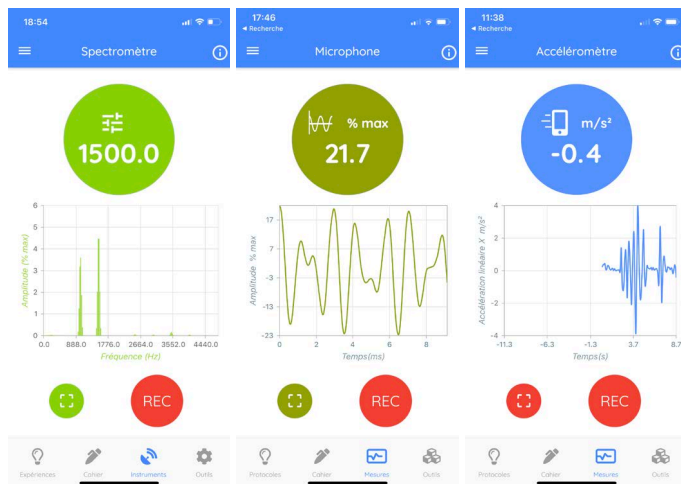 18:54
Spectromètre
1500.0
6
5
4
3
2
1
0
Amplitude (% max)
0.0 888.0 1776.0 2664.0 3552.0 4440.0
Fréquence (Hz)
REC
Expériences Cahier Instruments Outils
17:46
◀ Recherche
Microphone
% max
21.7
17
7
-3
-13
-23
Amplitude % max
0 2 4 6 8
Temps(ms)
REC
Protocoles Cahier Mesures Outils
11:38
◀ Recherche
Accéléromètre
m/s²
-0.4
4
2
0
-2
-4
Accélération linéaire X m/s²
-11.3 -6.3 -1.3 3.7 8.7
Temps(s)
REC
Protocoles Cahier Mesures Outils